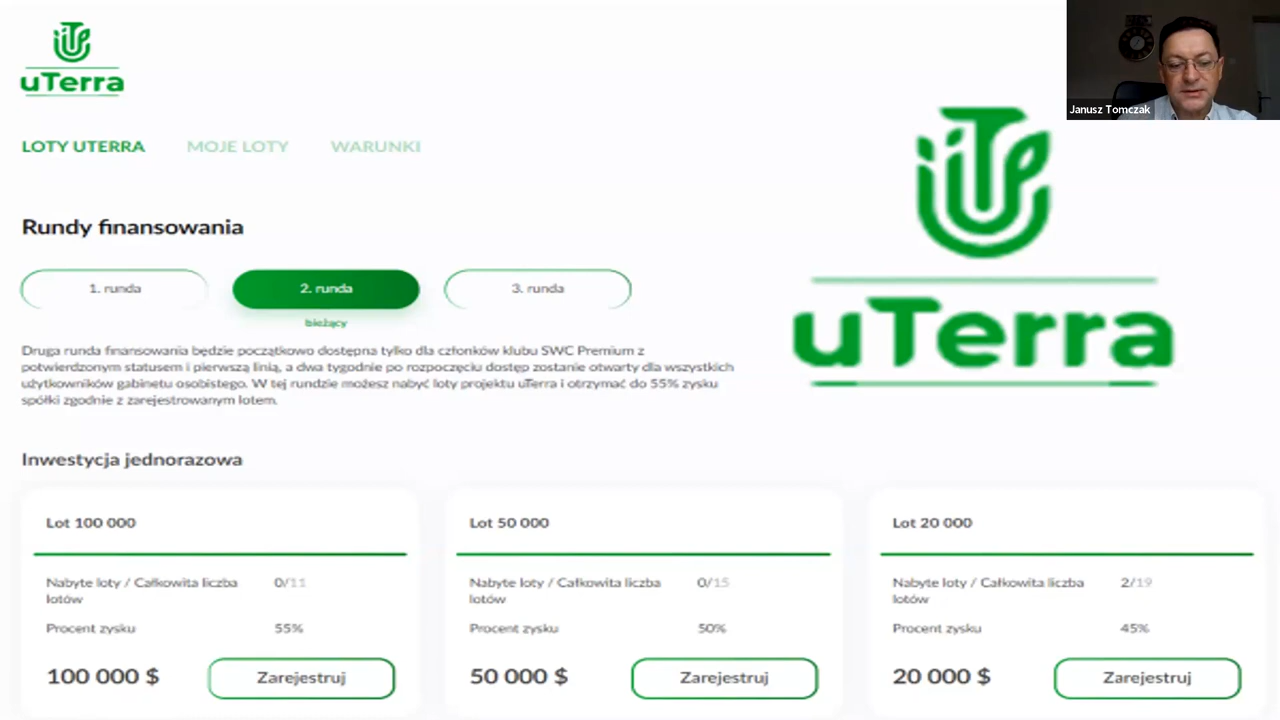 uTerra
Janusz Tomczak
LOTY UTERRA MOJE LOTY WARUNKI
uTerra
Rundy finansowania
1. runda 2. runda 3. runda
bieżący
Druga runda finansowania będzie początkowo dostępna tylko dla członków klubu SWC Premium z
potwierdzonym statusem i pierwszą linią, a dwa tygodnie po rozpoczęciu dostęp zostanie otwarty dla wszystkich
użytkowników gabinetu osobistego. W tej rundzie możesz nabyć loty projektu uTerra i otrzymać do 55% zysku
spółki zgodnie z zarejestrowanym lotem.
Inwestycja jednorazowa
Lot 100 000
Nabyte loty / Całkowita liczba 0/11
lotów
Procent zysku 55%
100 000 $ Zarejestruj
Lot 50 000
Nabyte loty / Całkowita liczba 0/15
lotów
Procent zysku 50%
50 000 $ Zarejestruj
Lot 20 000
Nabyte loty / Całkowita liczba 2/19
lotów
Procent zysku 45%
20 000 $ Zarejestruj